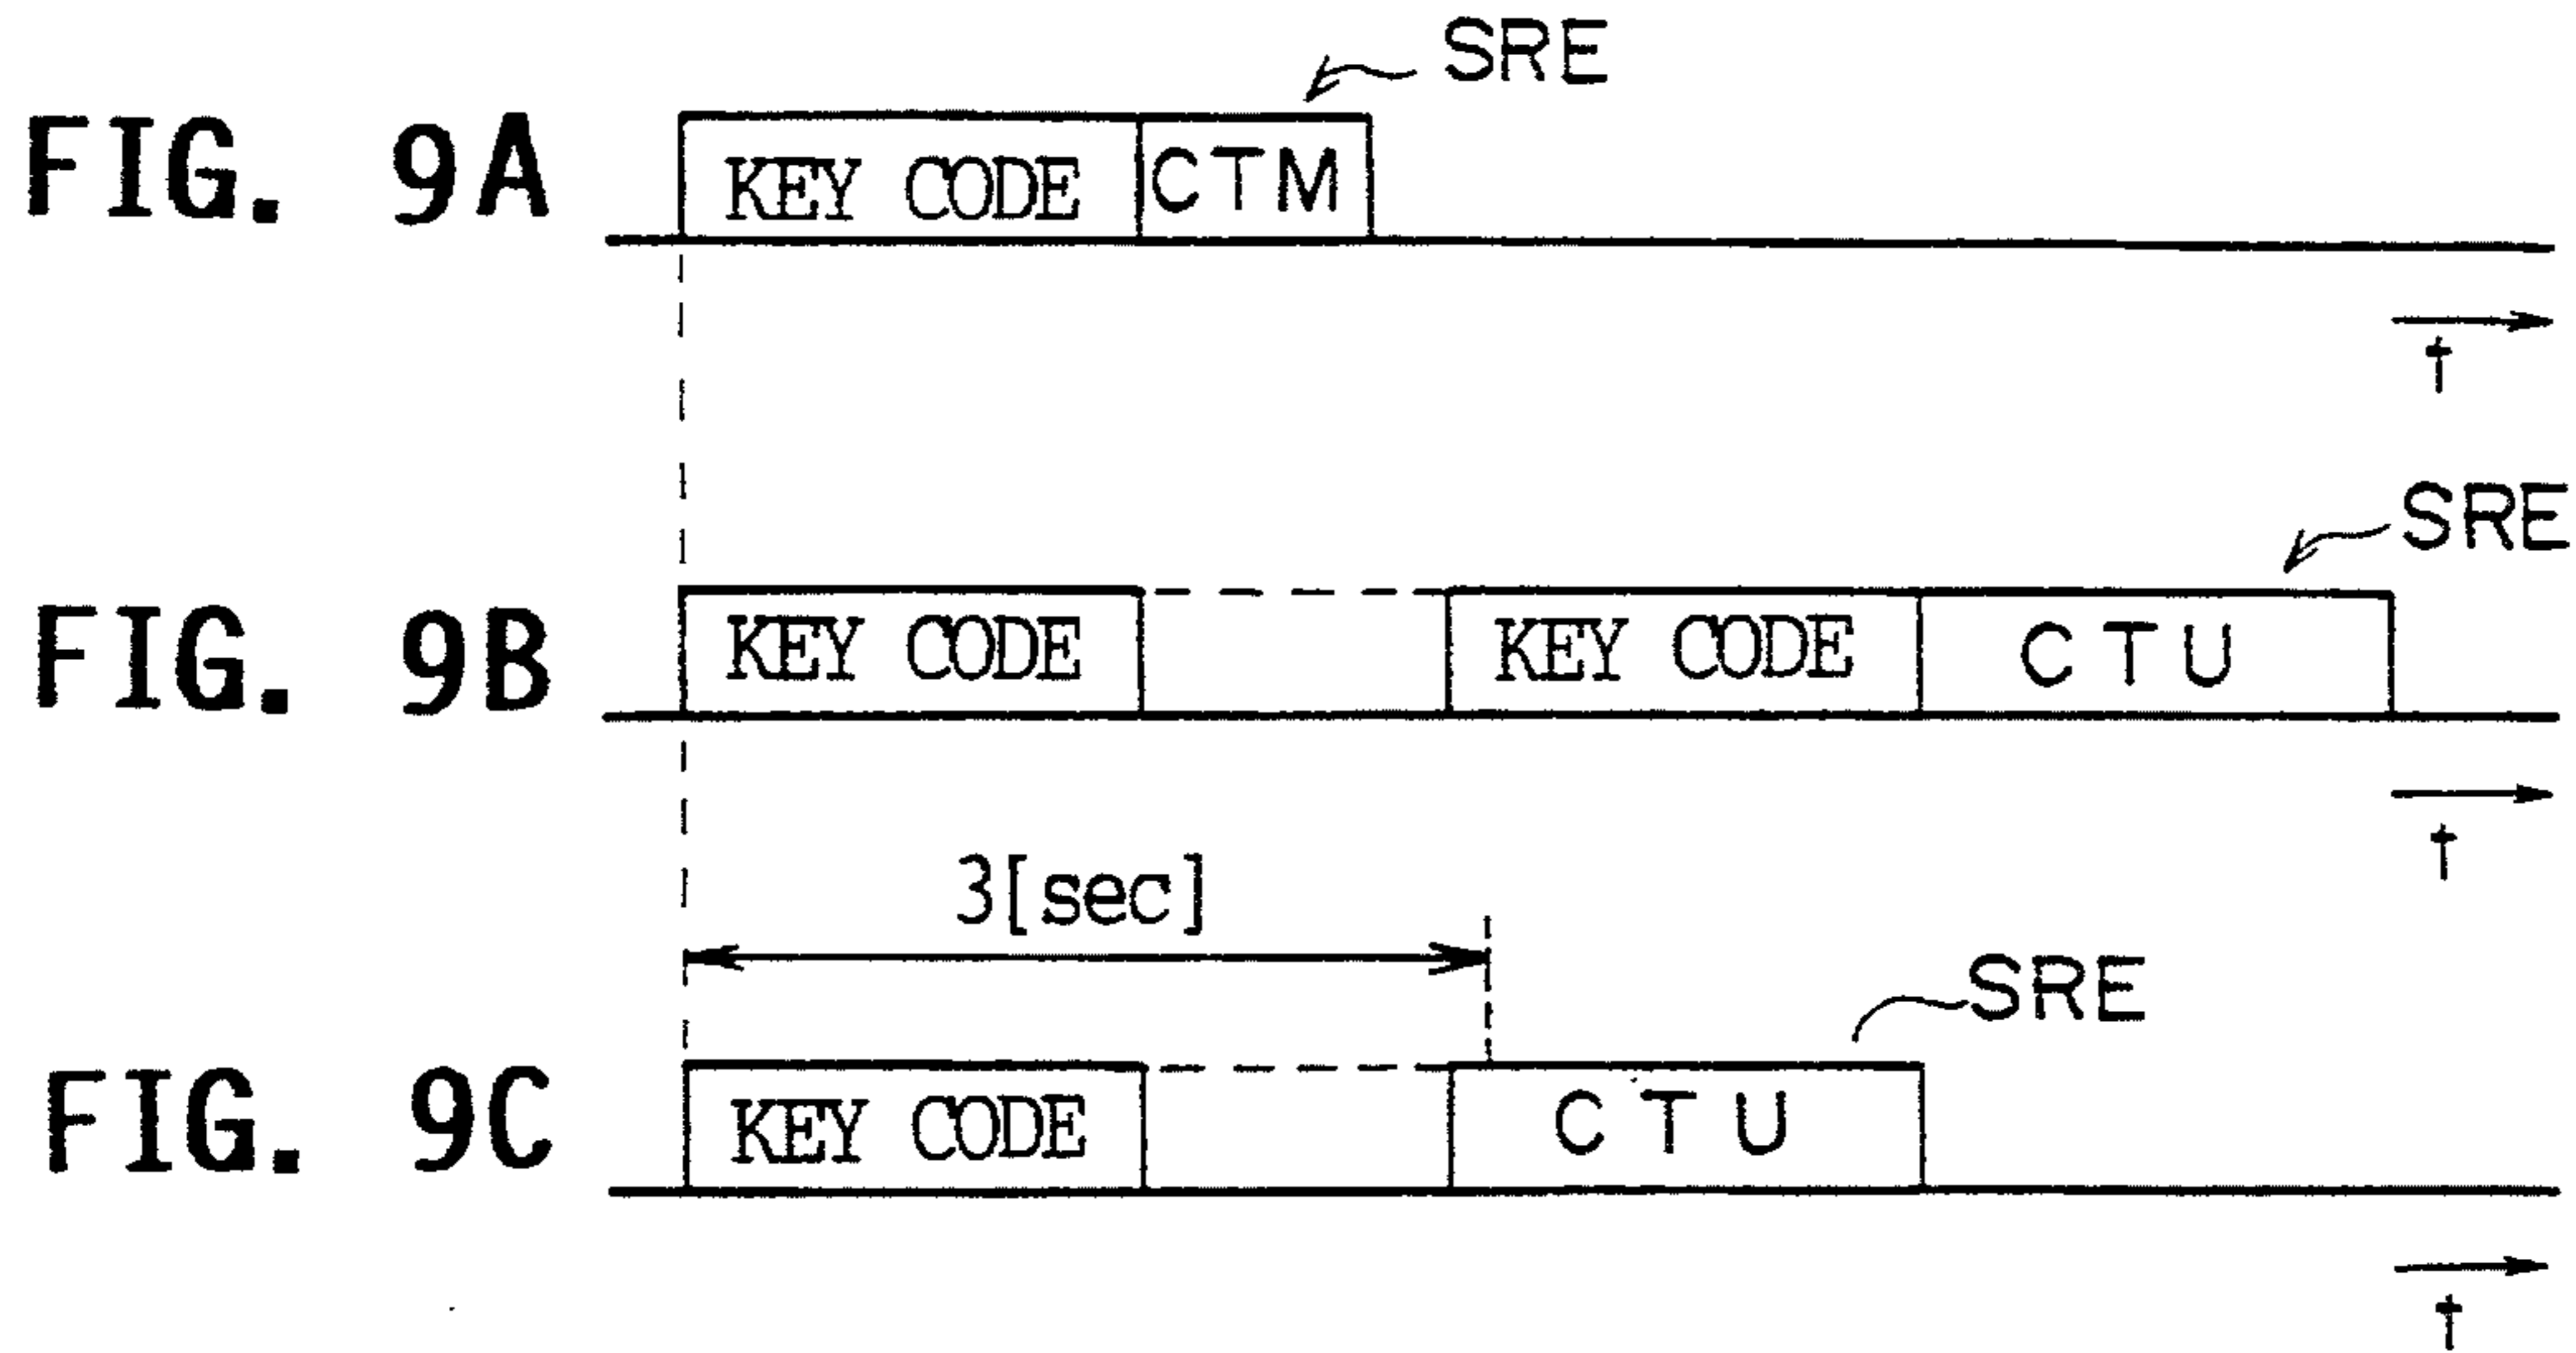 SRE
FIG. 9A KEY CODE CTM
t
SRE
FIG. 9B KEY CODE KEY CODE CTU
t
3[sec]
SRE
FIG. 9C KEY CODE CTU
t